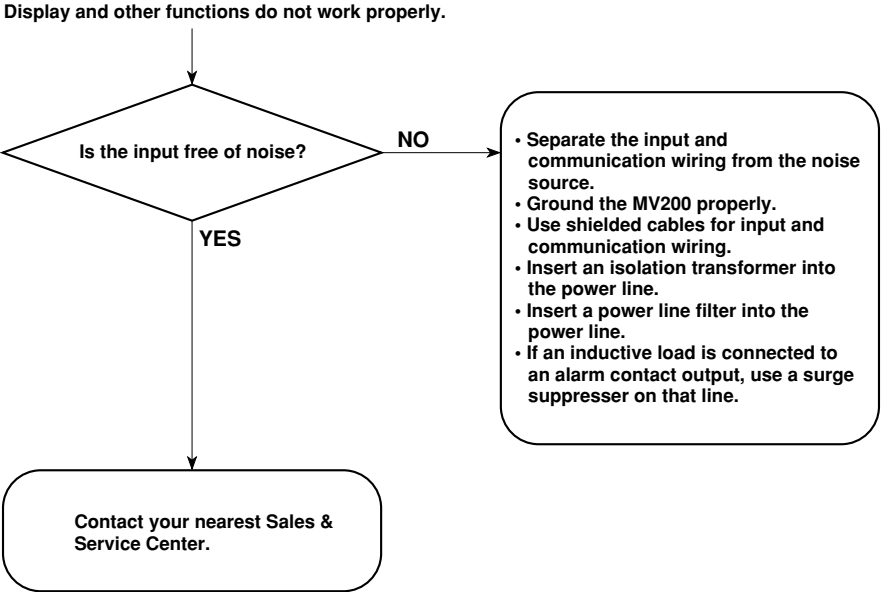 Display and other functions do not work properly.
Is the input free of noise?
NO
YES
• Separate the input and
communication wiring from the noise
source.
• Ground the MV200 properly.
• Use shielded cables for input and
communication wiring.
• Insert an isolation transformer into
the power line.
• Insert a power line filter into the
power line.
• If an inductive load is connected to
an alarm contact output, use a surge
suppresser on that line.
Contact your nearest Sales &
Service Center.